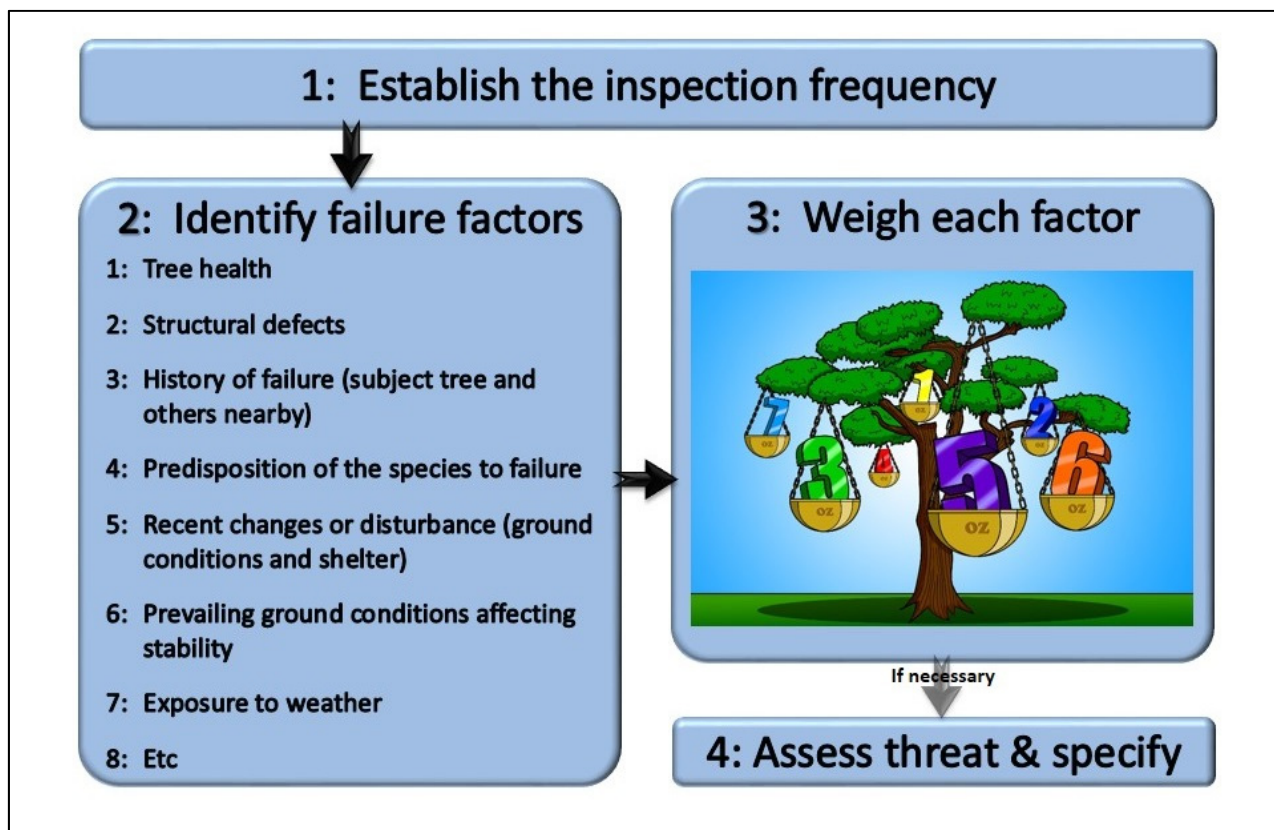 1: Establish the inspection frequency
2: Identify failure factors
1: Tree health
2: Structural defects
3: History of failure (subject tree and
others nearby)
4: Predisposition of the species to failure
5: Recent changes or disturbance (ground
conditions and shelter)
6: Prevailing ground conditions affecting
stability
7: Exposure to weather
8: Etc
3: Weigh each factor
1
oz
7
oz
2
oz
3
oz
4
oz
5
oz
6
oz
If necessary
4: Assess threat & specify